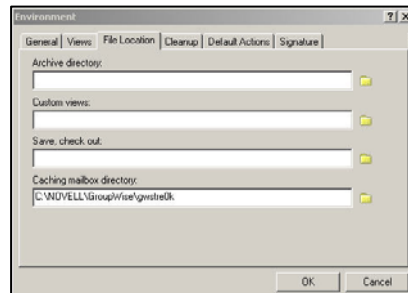 Environment
General Views File Location Cleanup Default Actions Signature
Archive directory:
Custom views:
Save, check out:
Caching mailbox directory:
C:\NOVELL\GroupWise\gwstre0k
OK Cancel